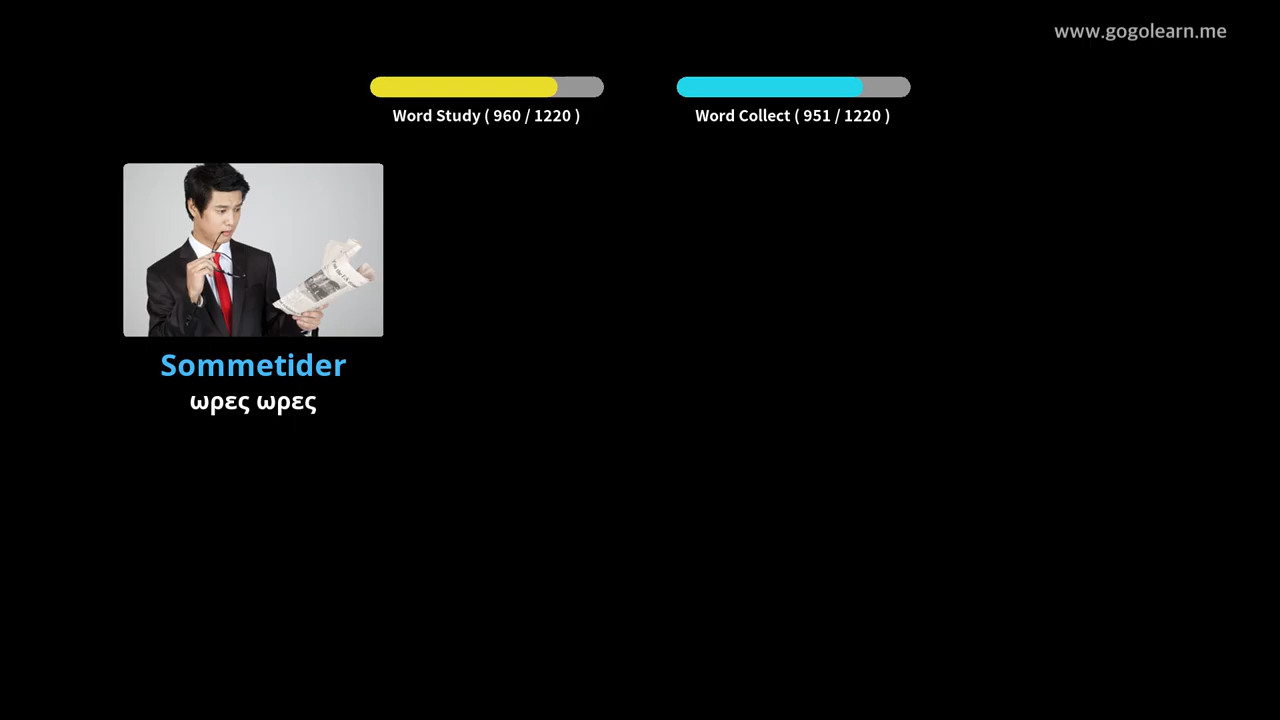 www.gogolearn.me
Word Study ( 960 / 1220 )
Word Collect ( 951 / 1220 )
Sommetider
ωρες ωρες